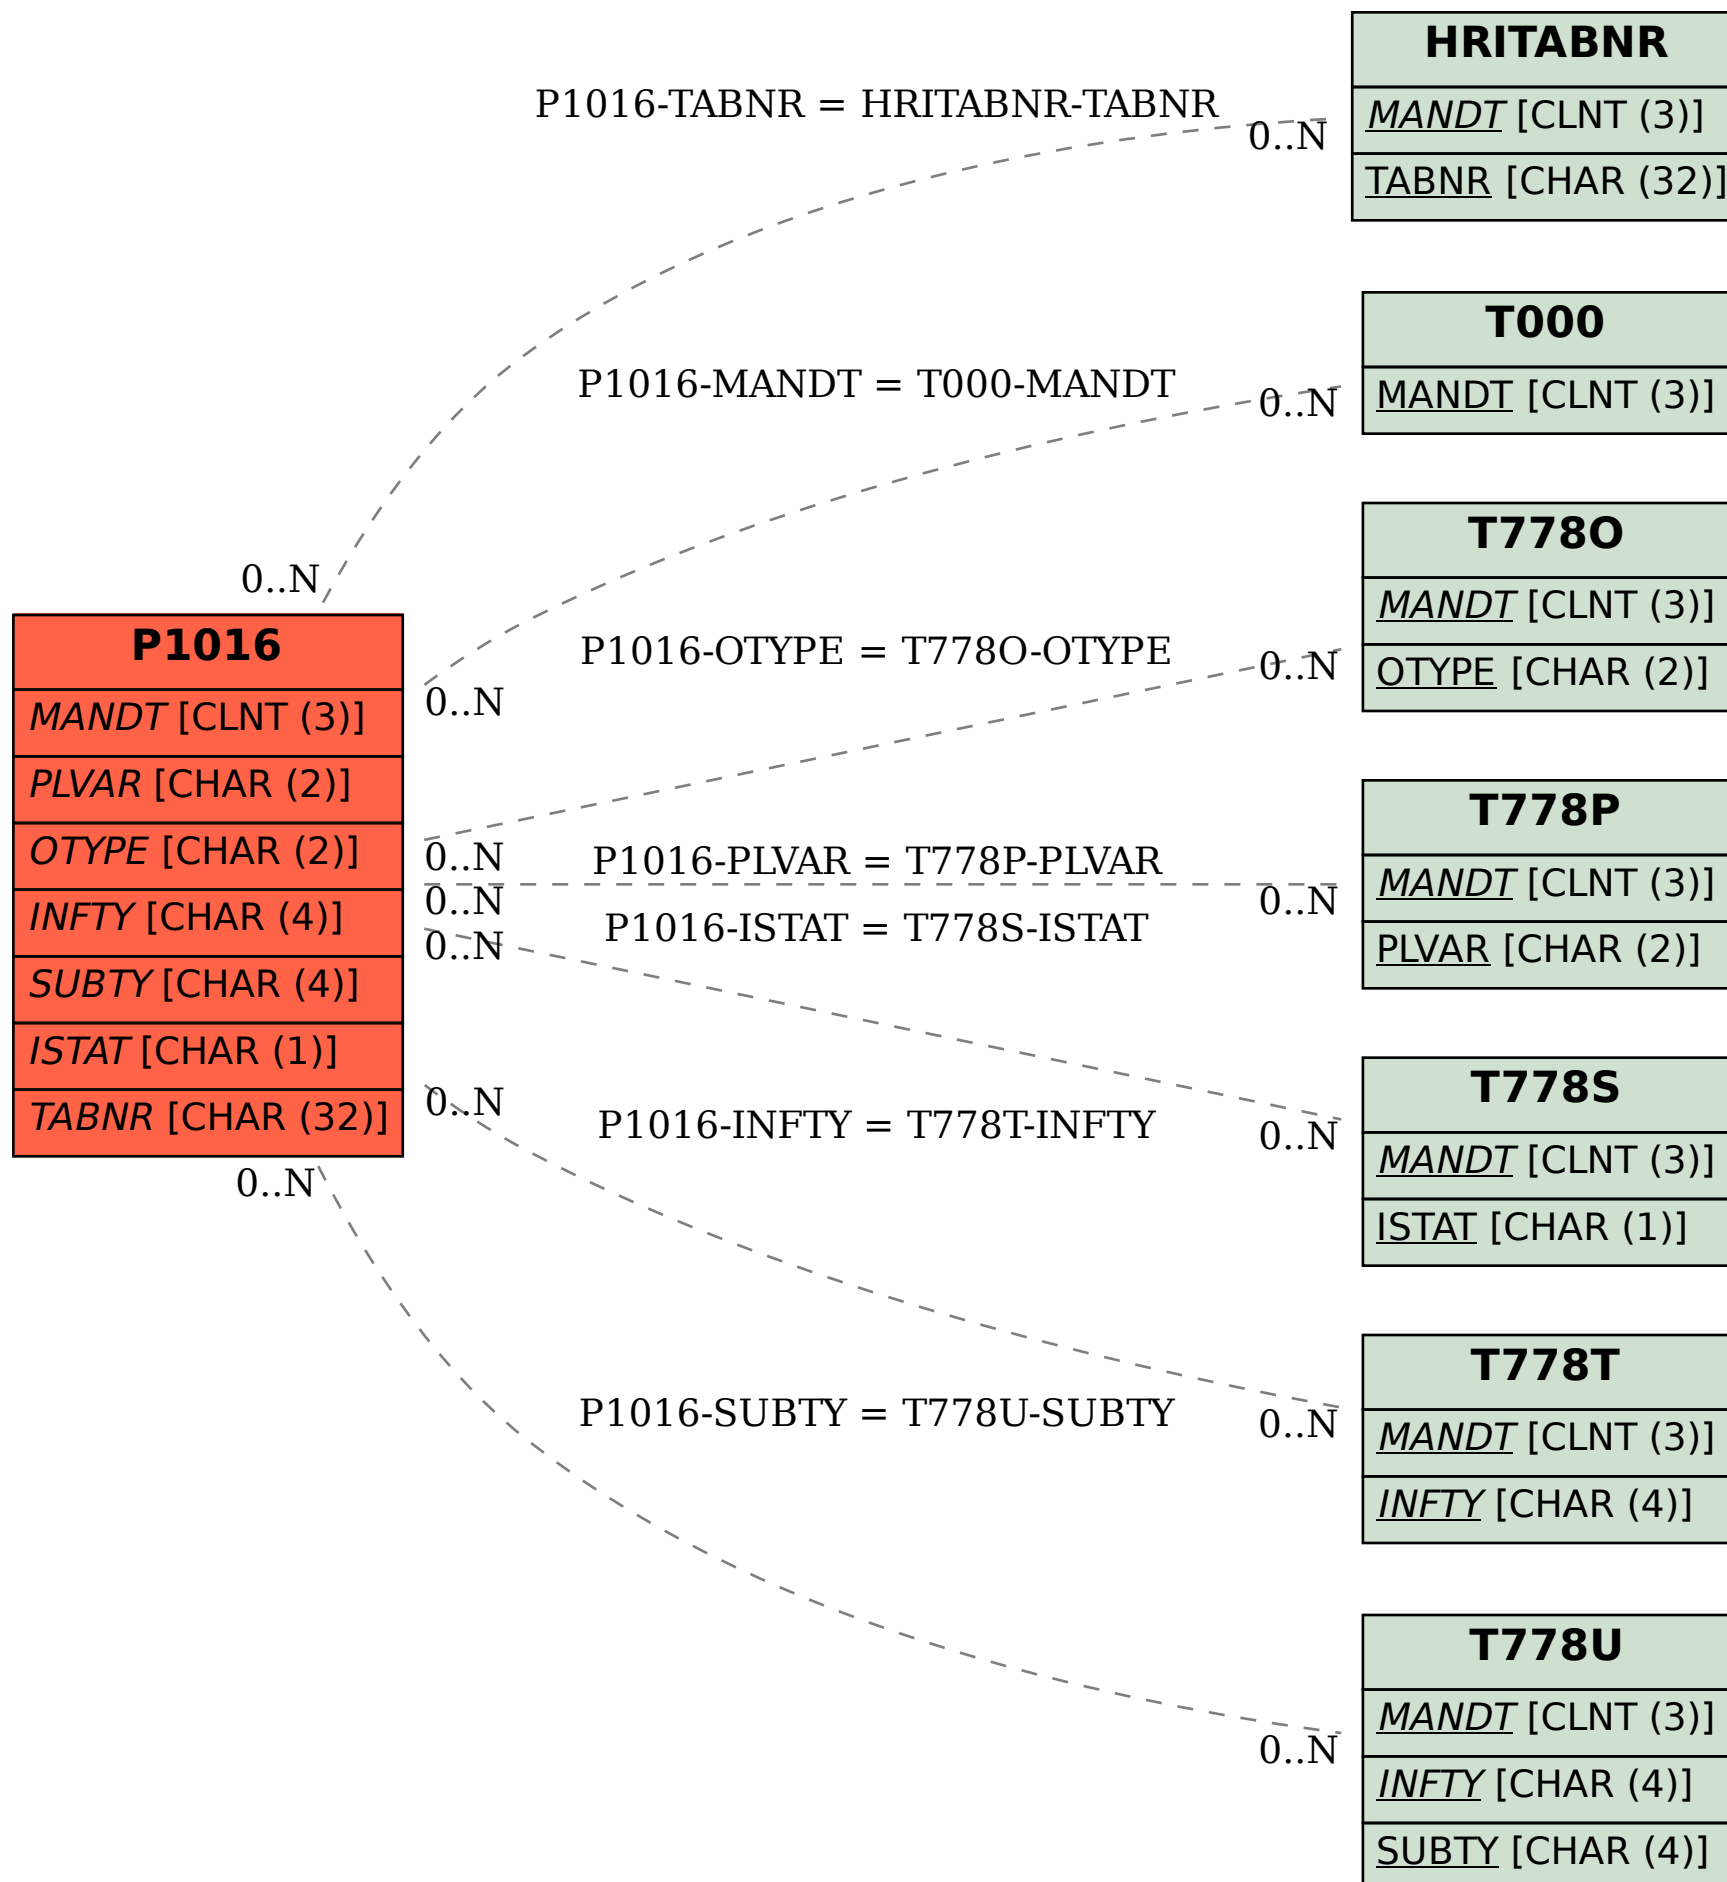 HRITABNR
MANDT [CLNT (3)]
TABNR [CHAR (32)]
P1016-TABNR = HRITABNR-TABNR
0..N
0..N
T000
MANDT [CLNT (3)]
P1016-MANDT = T000-MANDT
0..N
0..N
T778O
MANDT [CLNT (3)]
OTYPE [CHAR (2)]
P1016-OTYPE = T778O-OTYPE
0..N
0..N
P1016
MANDT [CLNT (3)]
PLVAR [CHAR (2)]
OTYPE [CHAR (2)]
INFTY [CHAR (4)]
SUBTY [CHAR (4)]
ISTAT [CHAR (1)]
TABNR [CHAR (32)]
T778P
MANDT [CLNT (3)]
PLVAR [CHAR (2)]
P1016-PLVAR = T778P-PLVAR
0..N
0..N
P1016-ISTAT = T778S-ISTAT
0..N
0..N
T778S
MANDT [CLNT (3)]
ISTAT [CHAR (1)]
P1016-INFTY = T778T-INFTY
0..N
0..N
T778T
MANDT [CLNT (3)]
INFTY [CHAR (4)]
P1016-SUBTY = T778U-SUBTY
0..N
0..N
T778U
MANDT [CLNT (3)]
INFTY [CHAR (4)]
SUBTY [CHAR (4)]